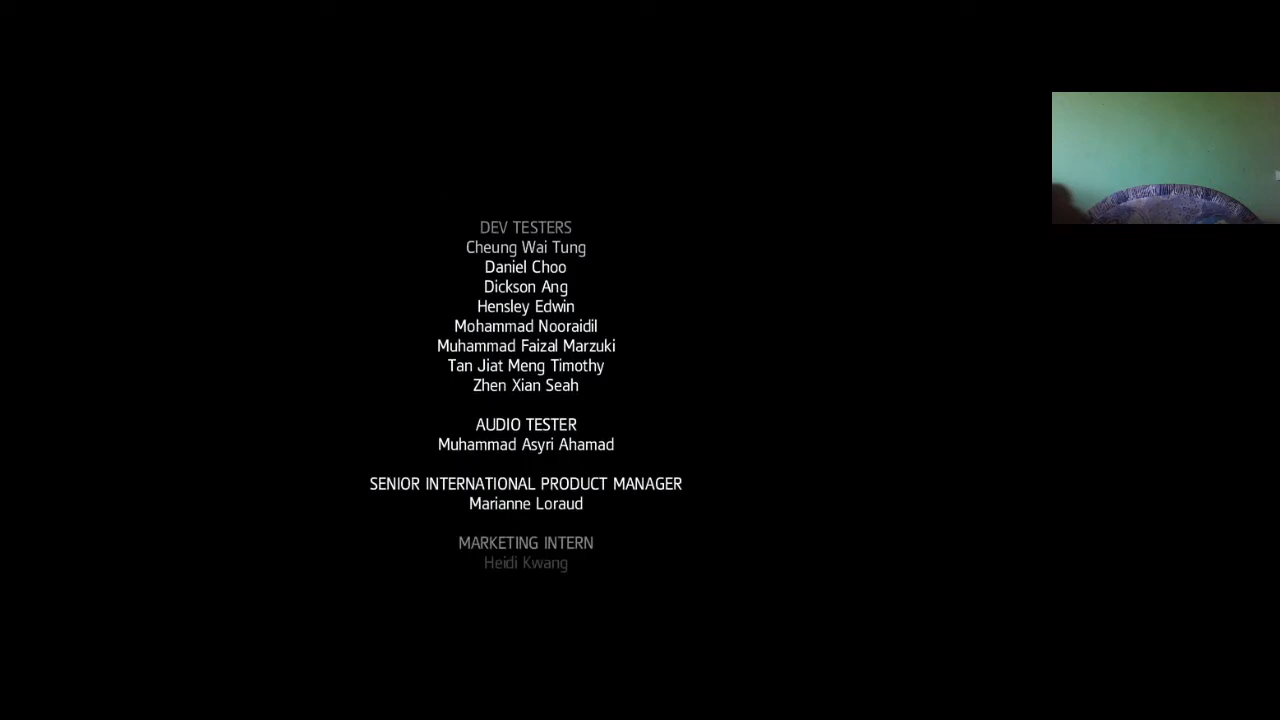 DEV TESTERS
Cheung Wai Tung
Daniel Choo
Dickson Ang
Hensley Edwin
Mohammad Nooraidil
Muhammad Faizal Marzuki
Tan Jiat Meng Timothy
Zhen Xian Seah
AUDIO TESTER
Muhammad Asyri Ahamad
SENIOR INTERNATIONAL PRODUCT MANAGER
Marianne Loraud
MARKETING INTERN
Heidi Kwang